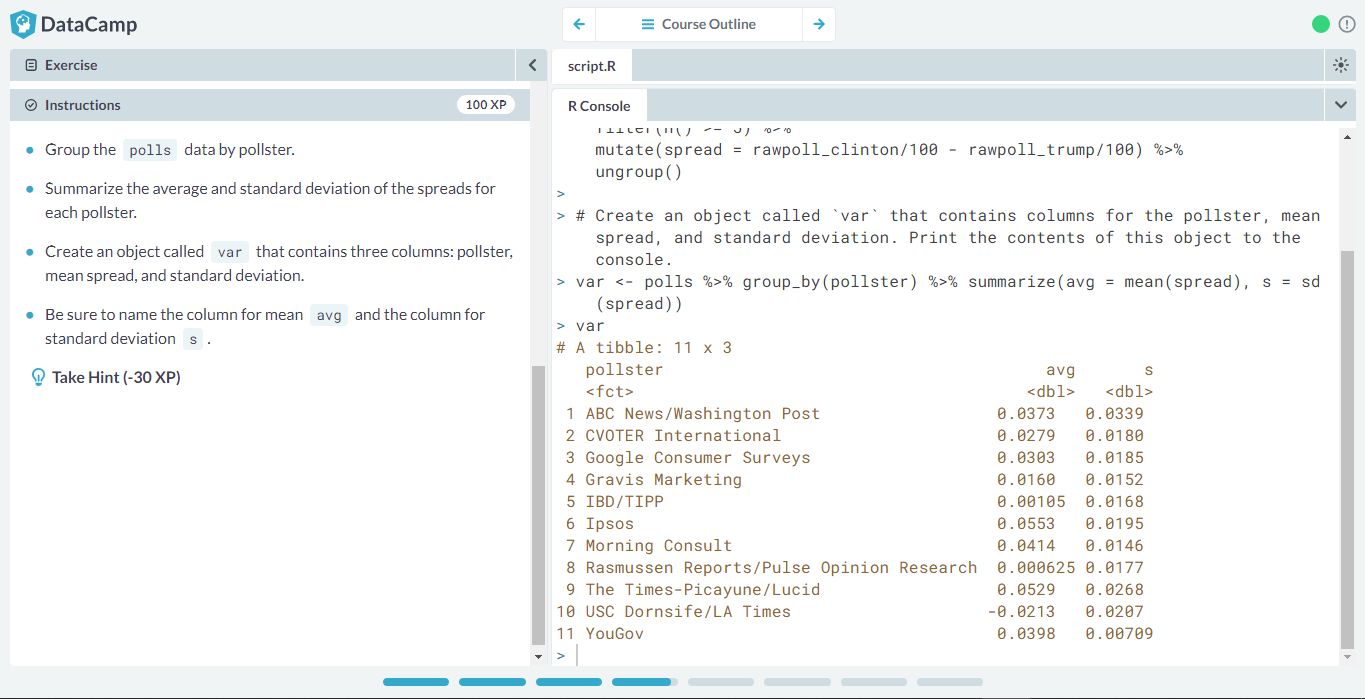 DataCamp
Course Outline
Exercise
Instructions
100 XP
Group the polls data by pollster.
Summarize the average and standard deviation of the spreads for
each pollster.
Create an object called var that contains three columns: pollster,
mean spread, and standard deviation.
Be sure to name the column for mean avg and the column for
standard deviation s .
Take Hint (-30 XP)
script.R
R Console
mutate(spread = rawpoll_clinton/100 - rawpoll_trump/100) %>%
ungroup()
>
> # Create an object called `var` that contains columns for the pollster, mean
spread, and standard deviation. Print the contents of this object to the
console.
> var <- polls %>% group_by(pollster) %>% summarize(avg = mean(spread), s = sd
(spread))
> var
# A tibble: 11 x 3
pollster avg s
<fct> <dbl> <dbl>
1 ABC News/Washington Post 0.0373 0.0339
2 CVOTER International 0.0279 0.0180
3 Google Consumer Surveys 0.0303 0.0185
4 Gravis Marketing 0.0160 0.0152
5 IBD/TIPP 0.00105 0.0168
6 Ipsos 0.0553 0.0195
7 Morning Consult 0.0414 0.0146
8 Rasmussen Reports/Pulse Opinion Research 0.000625 0.0177
9 The Times-Picayune/Lucid 0.0529 0.0268
10 USC Dornsife/LA Times -0.0213 0.0207
11 YouGov 0.0398 0.00709
>